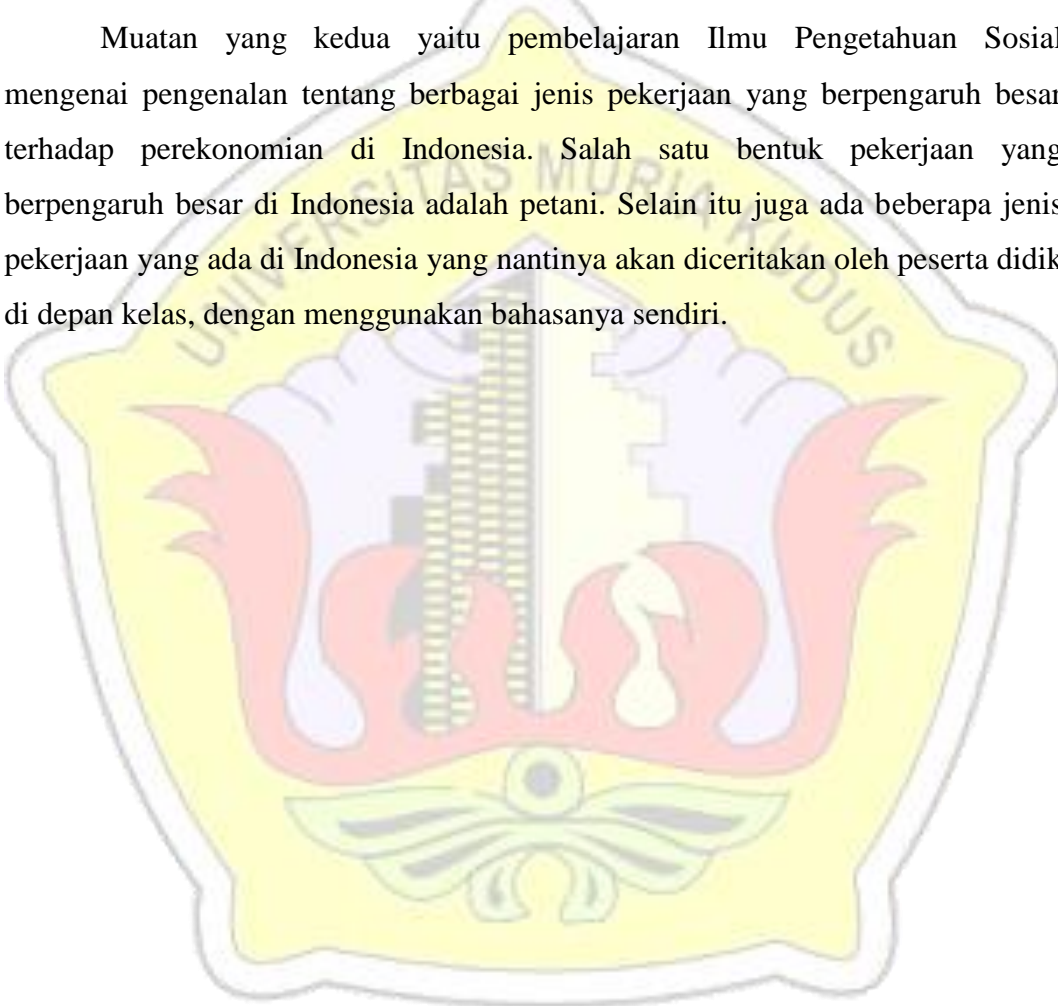 Muatan yang kedua yaitu pembelajaran Ilmu Pengetahuan Sosial
mengenai pengenalan tentang berbagai jenis pekerjaan yang berpengaruh besar
terhadap perekonomian di Indonesia. Salah satu bentuk pekerjaan yang
berpengaruh besar di Indonesia adalah petani. Selain itu juga ada beberapa jenis
pekerjaan yang ada di Indonesia yang nantinya akan diceritakan oleh peserta didik
di depan kelas, dengan menggunakan bahasanya sendiri.
UNIVERSITAS MURIA KUDUS